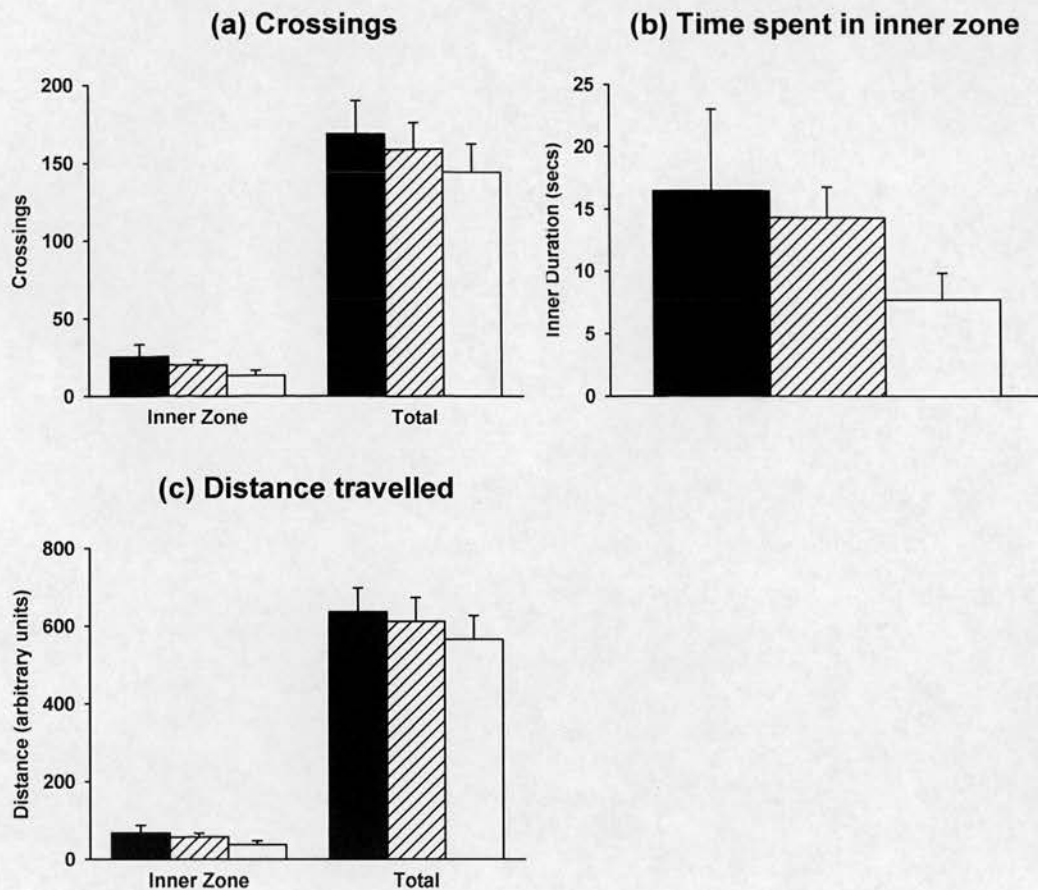 (a) Crossings
200
150
100
50
0
Crossings
Inner Zone
Total
(b) Time spent in inner zone
25
20
15
10
5
0
Inner Duration (secs)
(c) Distance travelled
800
600
400
200
0
Distance (arbitrary units)
Inner Zone
Total